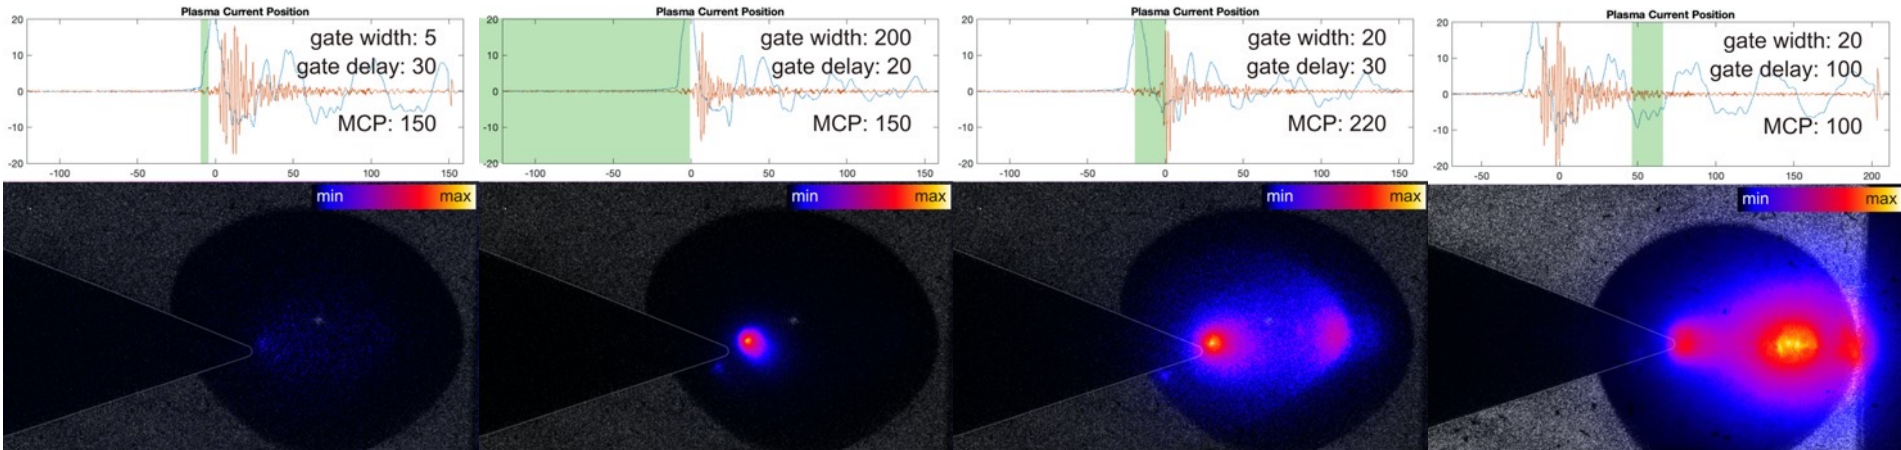 Plasma Current Position
gate width: 5
gate delay: 30
MCP: 150
20
10
0
-10
-20
-100
-50
0
50
100
150
Plasma Current Position
gate width: 200
gate delay: 20
MCP: 150
20
10
0
-10
-20
-100
-50
0
50
100
150
Plasma Current Position
gate width: 20
gate delay: 30
MCP: 220
20
10
0
-10
-20
-100
-50
0
50
100
150
Plasma Current Position
gate width: 20
gate delay: 100
MCP: 100
20
10
0
-10
-20
-50
0
50
100
150
200
min max
min max
min max
min max